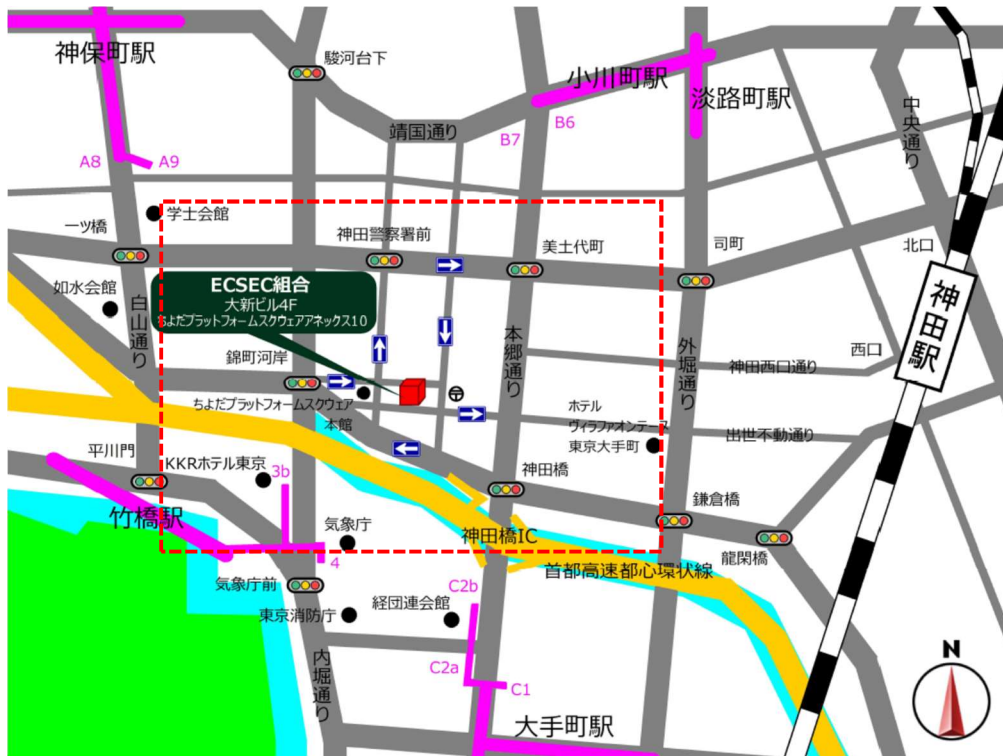 神保町駅
駿河台下
小川町駅
淡路町駅
中央通り
靖国通り
B6
B7
A8
A9
学士会館
一ツ橋
神田警察署前
美土代町
司町
北口
神田駅
ECSEC組合
大新ビル4F
ちよだプラットフォームスクウェアアネックス10
如水会館
白山通り
錦町河岸
本郷通り
外堀通り
西口
神田西口通り
ちよだプラットフォームスクウェア
本館
ホテル
ヴィラフォンテーヌ
東京大手町
出世不動通り
平川門
KKRホテル東京
3b
神田橋
鎌倉橋
竹橋駅
気象庁
神田橋IC
龍閑橋
4
首都高速都心環状線
気象庁前
C2b
東京消防庁
経団連会館
内堀通り
C2a
C1
大手町駅
N